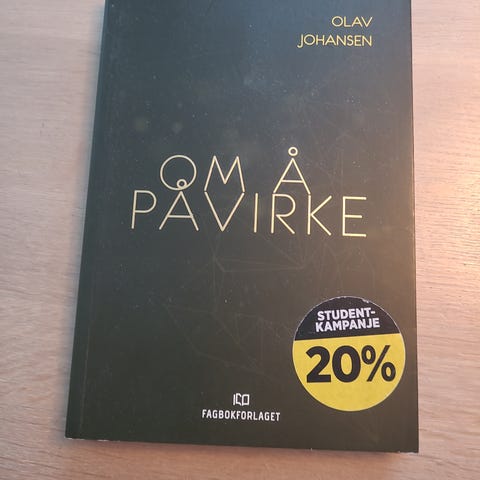 OLAV
JOHANSEN
OM Å
PÅVIRKE
STUDENT-
KAMPANJE
20%
FAGBOKFORLAGET